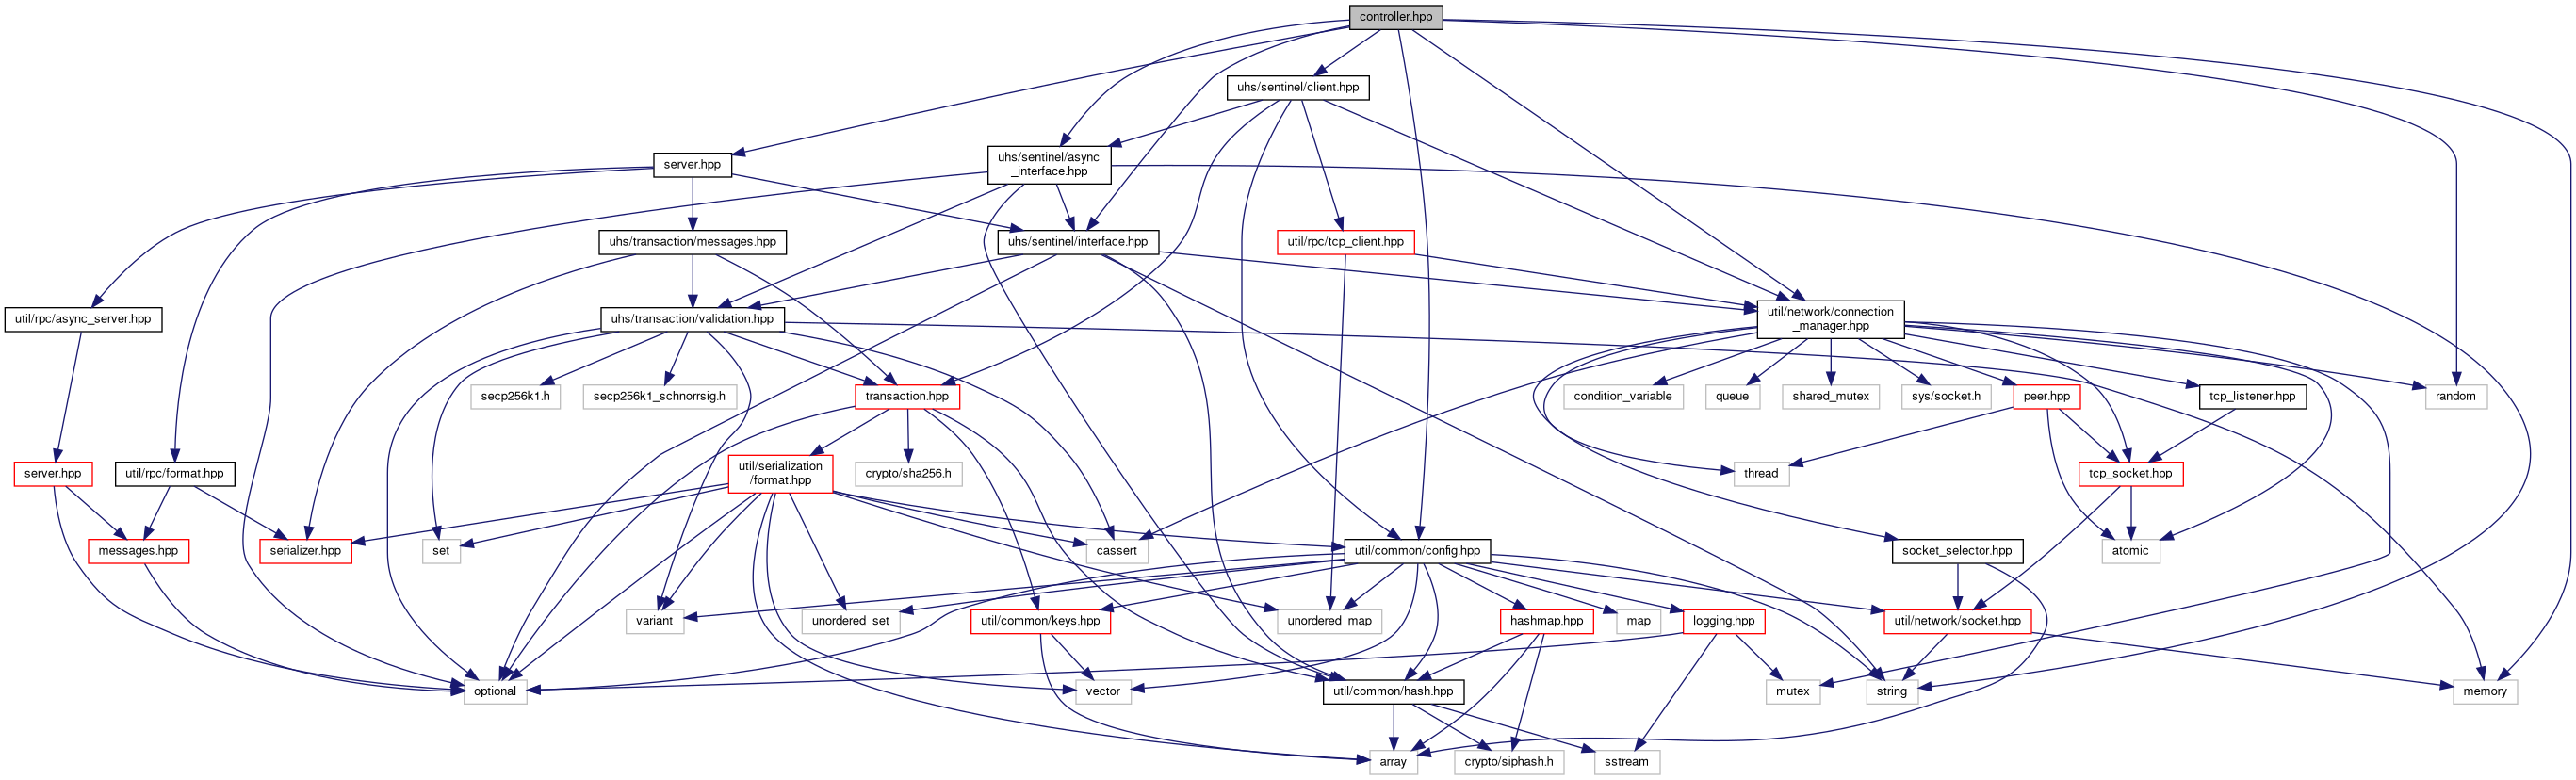 controller.hpp
uhs/sentinel/client.hpp
server.hpp
uhs/sentinel/async
_interface.hpp
uhs/transaction/messages.hpp
uhs/sentinel/interface.hpp
util/rpc/tcp_client.hpp
util/rpc/async_server.hpp
uhs/transaction/validation.hpp
util/network/connection
_manager.hpp
secp256k1.h
secp256k1_schnorrsig.h
transaction.hpp
condition_variable
queue
shared_mutex
sys/socket.h
peer.hpp
tcp_listener.hpp
random
server.hpp
util/rpc/format.hpp
util/serialization
/format.hpp
crypto/sha256.h
thread
tcp_socket.hpp
messages.hpp
serializer.hpp
set
cassert
util/common/config.hpp
socket_selector.hpp
atomic
variant
unordered_set
util/common/keys.hpp
unordered_map
hashmap.hpp
map
logging.hpp
util/network/socket.hpp
optional
vector
util/common/hash.hpp
mutex
string
memory
array
crypto/siphash.h
sstream